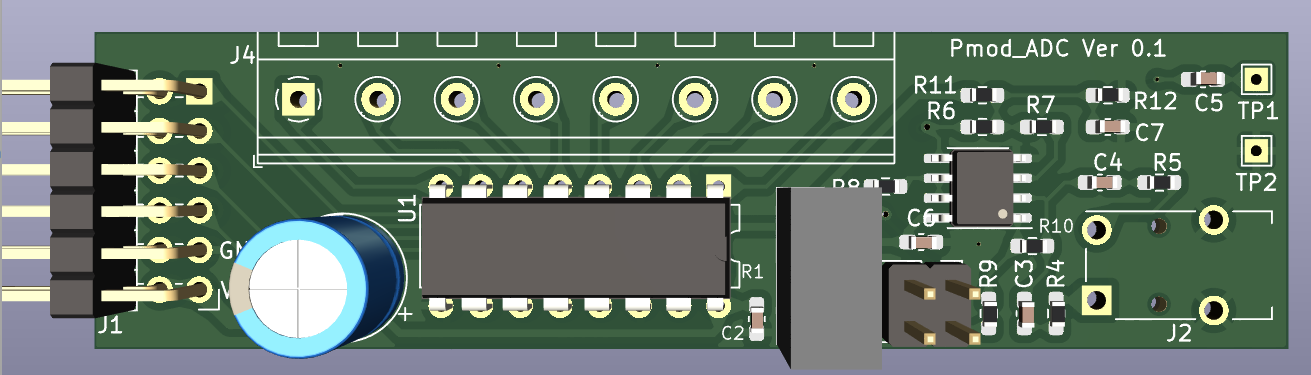 J4
Pmod_ADC Ver 0.1
R11
R12
C5
TP1
R6
R7
C7
C4
R5
TP2
R8
U1
C6
R10
GN
V
R1
R9
C3
R4
+
J1
C2
J2